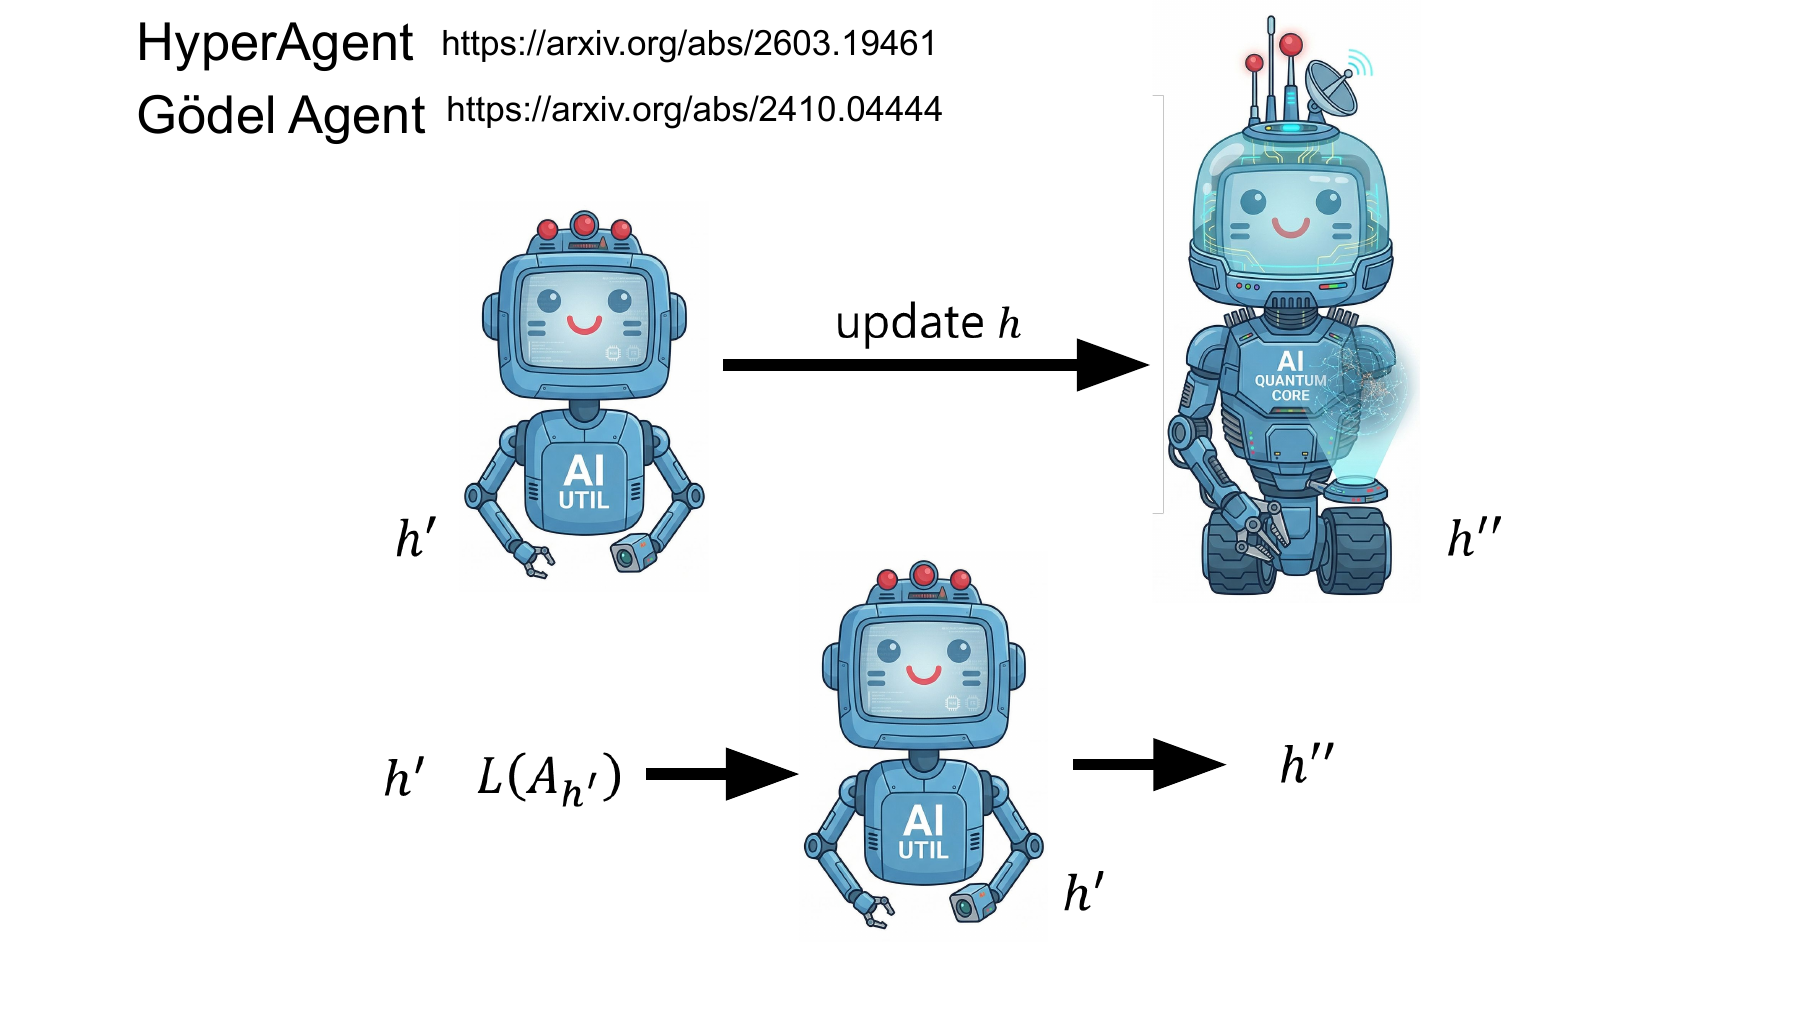 HyperAgent https://arxiv.org/abs/2603.19461
Gödel Agent https://arxiv.org/abs/2410.04444
update h
AI
UTIL
h′
AI
QUANTUM
CORE
h′′
h′ L(A_h′)
AI
UTIL
h′
h′′